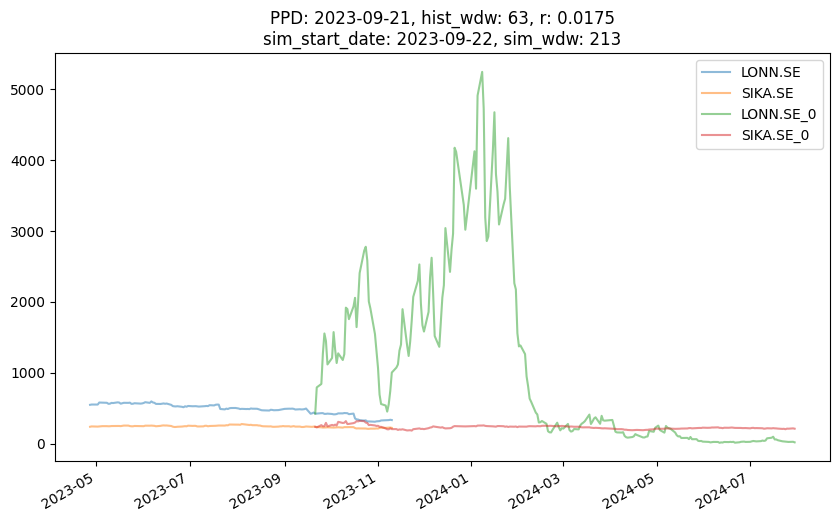 PPD: 2023-09-21, hist_wdw: 63, r: 0.0175
sim_start_date: 2023-09-22, sim_wdw: 213
LONN.SE
SIKA.SE
LONN.SE_0
SIKA.SE_0
5000
4000
3000
2000
1000
0
2023-05
2023-07
2023-09
2023-11
2024-01
2024-03
2024-05
2024-07